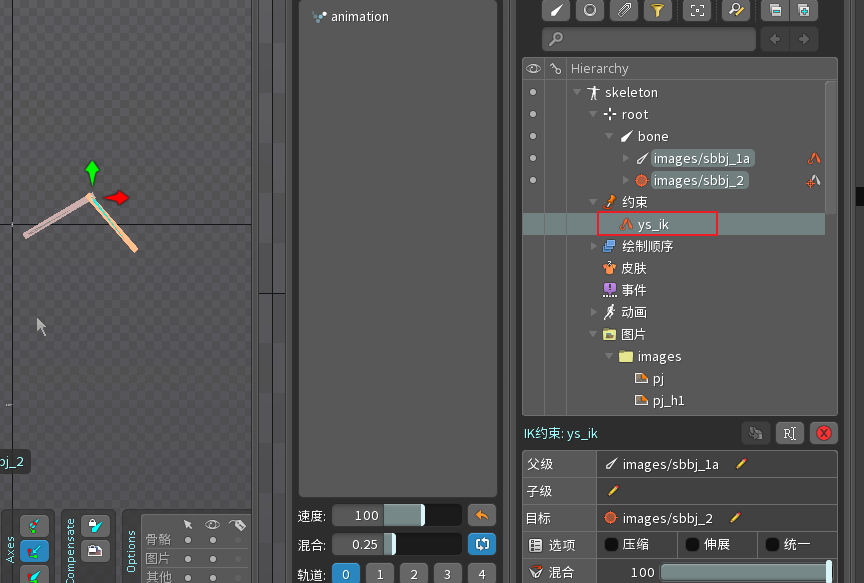 animation
Hierarchy
skeleton
root
bone
images/sbbj_1a
images/sbbj_2
约束
ys_ik
绘制顺序
皮肤
事件
动画
图片
images
pj
pj_h1
IK约束: ys_ik
父级 images/sbbj_1a
子级
目标 images/sbbj_2
选项 压缩 伸展 统一
混合 100
bj_2
Axes
Compensate
Options
骨骼
图片
其他
速度: 100
混合: 0.25
轨道: 0 1 2 3 4